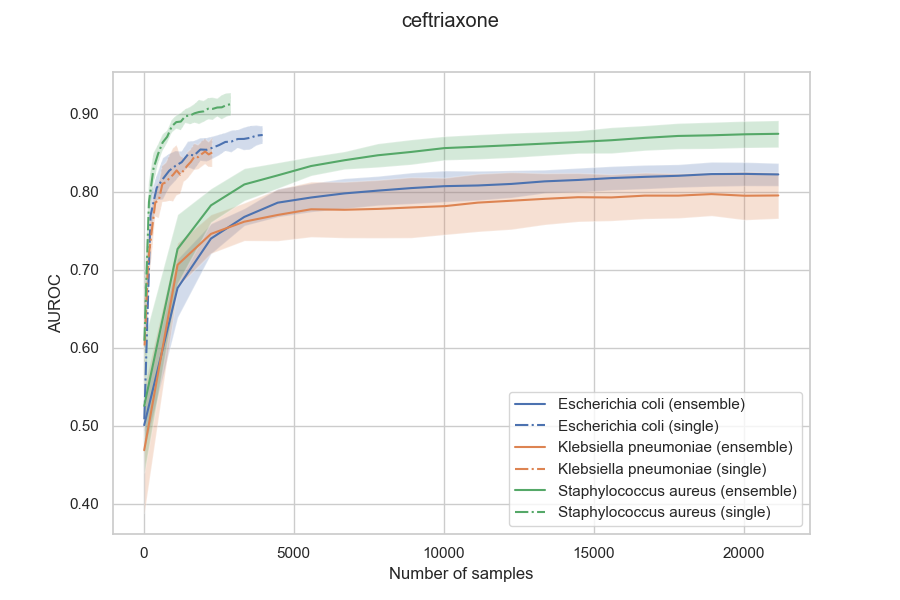 ceftriaxone
0.90
0.80
0.70
0.60
0.50
0.40
AUROC
0
5000
10000
15000
20000
Number of samples
Escherichia coli (ensemble)
Escherichia coli (single)
Klebsiella pneumoniae (ensemble)
Klebsiella pneumoniae (single)
Staphylococcus aureus (ensemble)
Staphylococcus aureus (single)